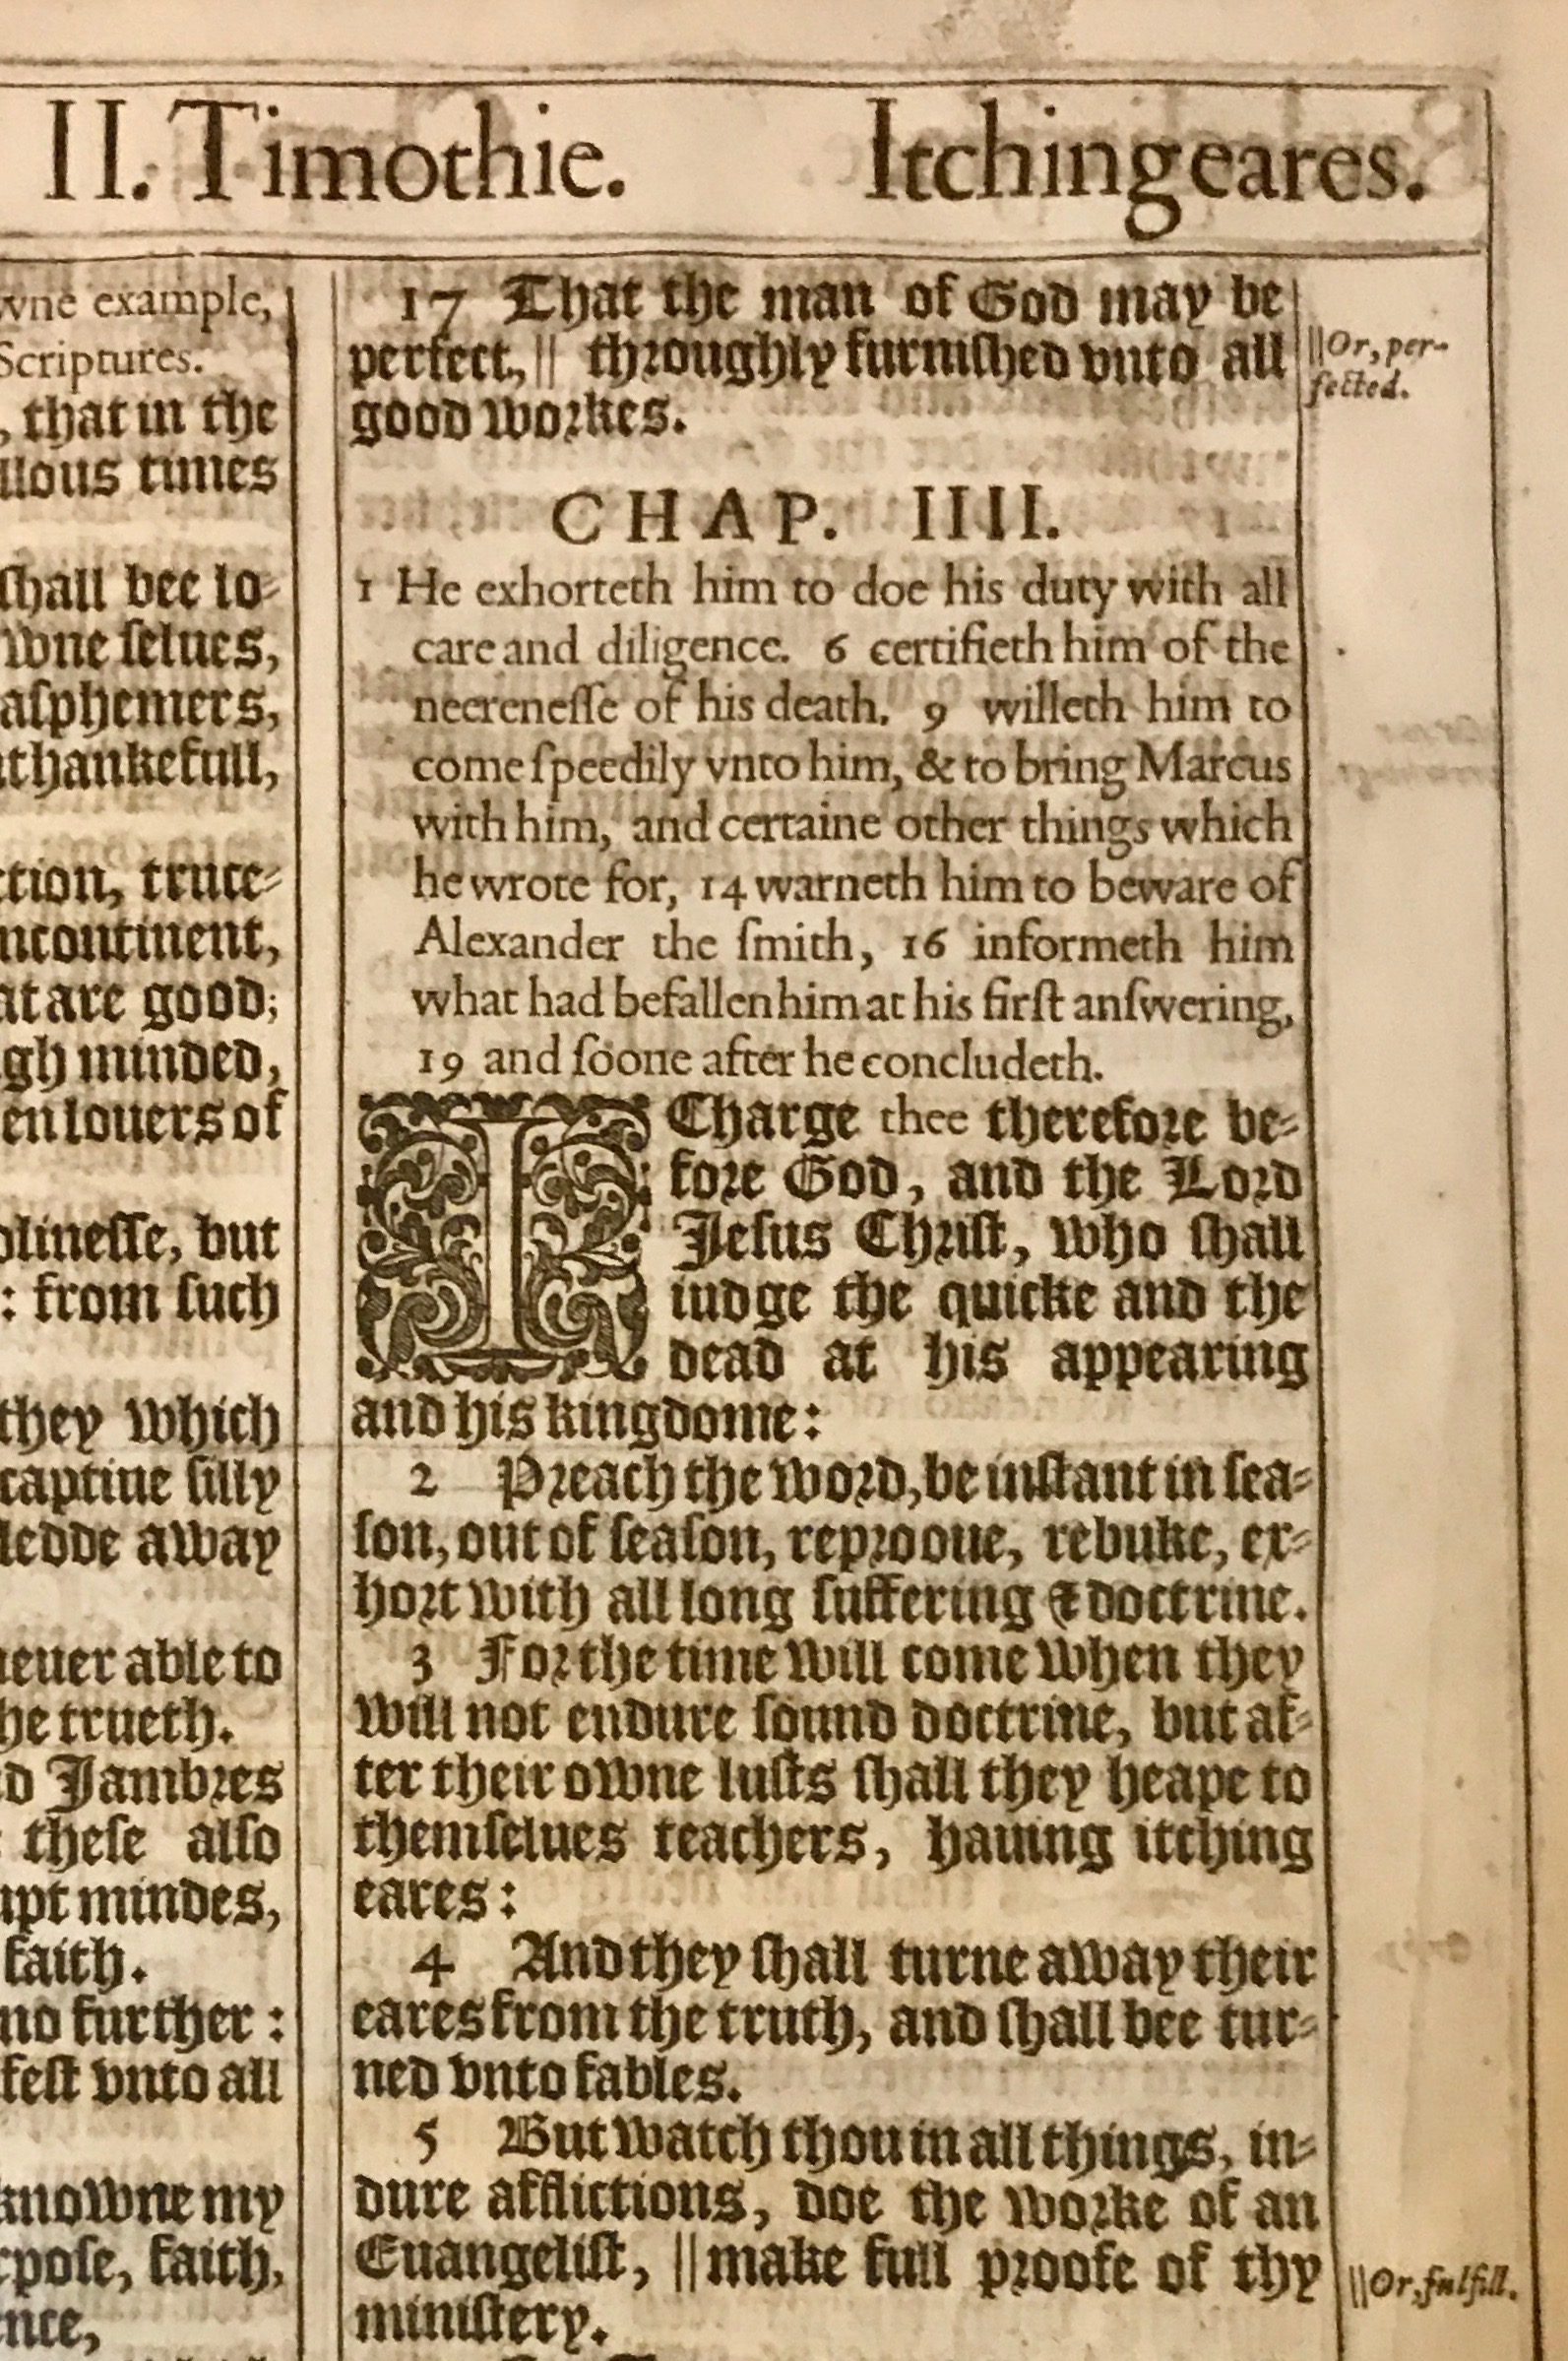 II. Timothie. Itching eares.
wne example,
Scriptures.
, that in the
llous times
shall bee lo-
wne selues,
asphemers,
thankefull,
ction, truce-
ncontinent,
at are good;
gh minded,
en louers of
olinesse, but
: from such
they which
captiue silly
ledde away
neuer able to
he trueth.
d Jambres
these also
upt mindes,
faith.
no further :
fest vnto all
knowne my
rpose, faith,
nce,
17 That the man of God may be
perfect, || throughly furnished vnto all
good workes.
||Or, per-
fected.
CHAP. IIII.
1 He exhorteth him to doe his duty with all
care and diligence. 6 certifieth him of the
neerenesse of his death. 9 willeth him to
come speedily vnto him, & to bring Marcus
with him, and certaine other things which
he wrote for, 14 warneth him to beware of
Alexander the smith, 16 informeth him
what had befallen him at his first answering,
19 and soone after he concludeth.
I Charge thee therefore be-
fore God, and the Lord
Jesus Christ, who shall
iudge the quicke and the
dead at his appearing
and his kingdome:
2 Preach the word, be instant in sea-
son, out of season, reprooue, rebuke, ex-
hort with all long suffering & doctrine.
3 For the time will come when they
will not endure sound doctrine, but af-
ter their owne lusts shall they heape to
themselues teachers, hauing itching
eares:
4 And they shall turne away their
eares from the truth, and shall bee tur-
ned vnto fables.
5 But watch thou in all things, in-
dure afflictions, doe the worke of an
Euangelist, || make full proofe of thy
ministery.
||Or, fulfill.